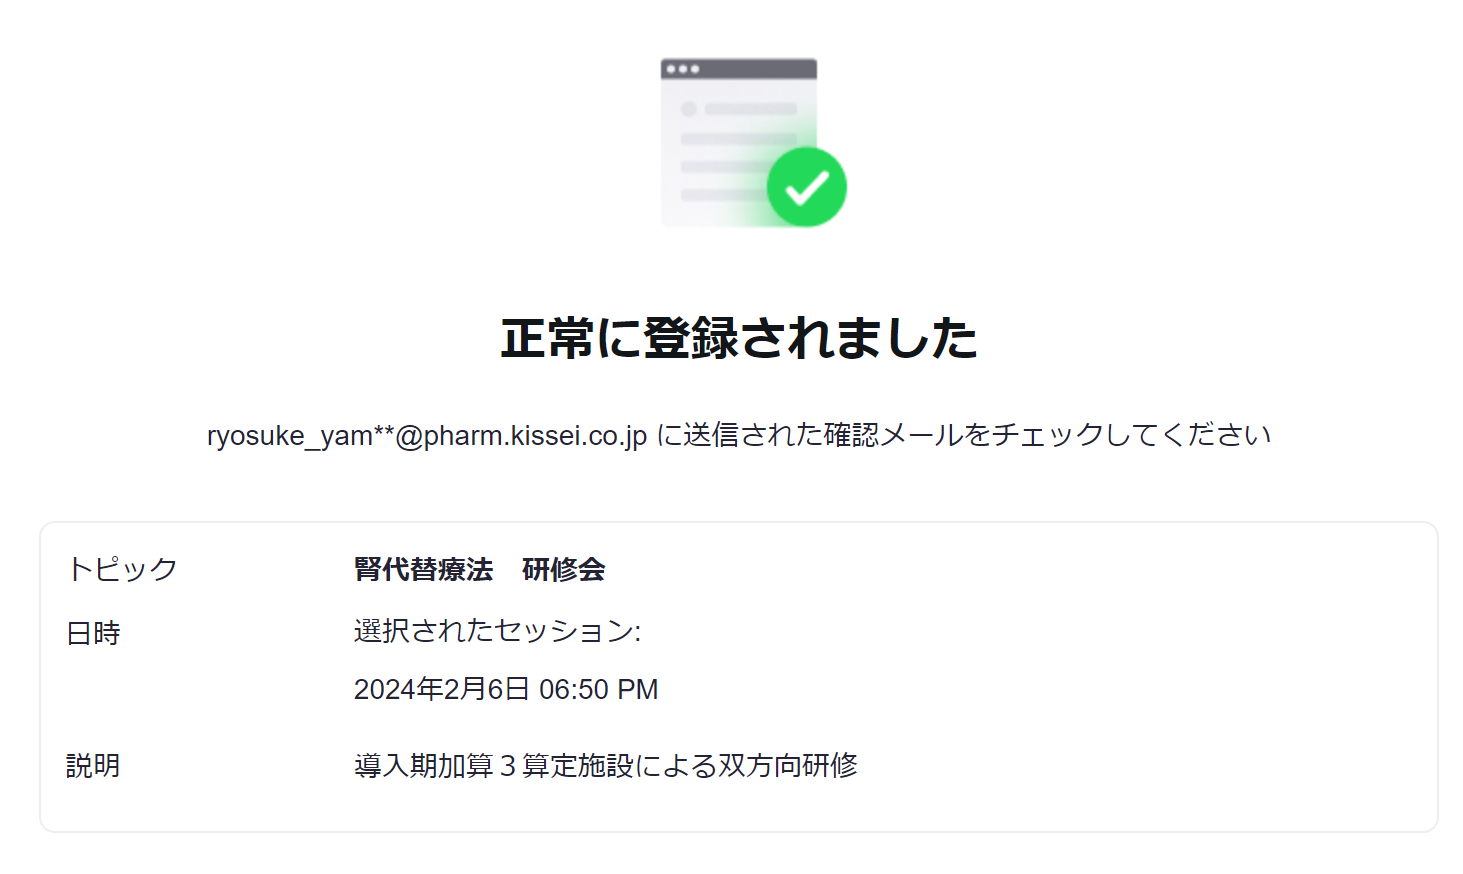 正常に登録されました
ryosuke_yam**@pharm.kissei.co.jp に送信された確認メールをチェックしてください
トピック 腎代替療法　研修会
日時 選択されたセッション:
2024年2月6日 06:50 PM
説明 導入期加算３算定施設による双方向研修